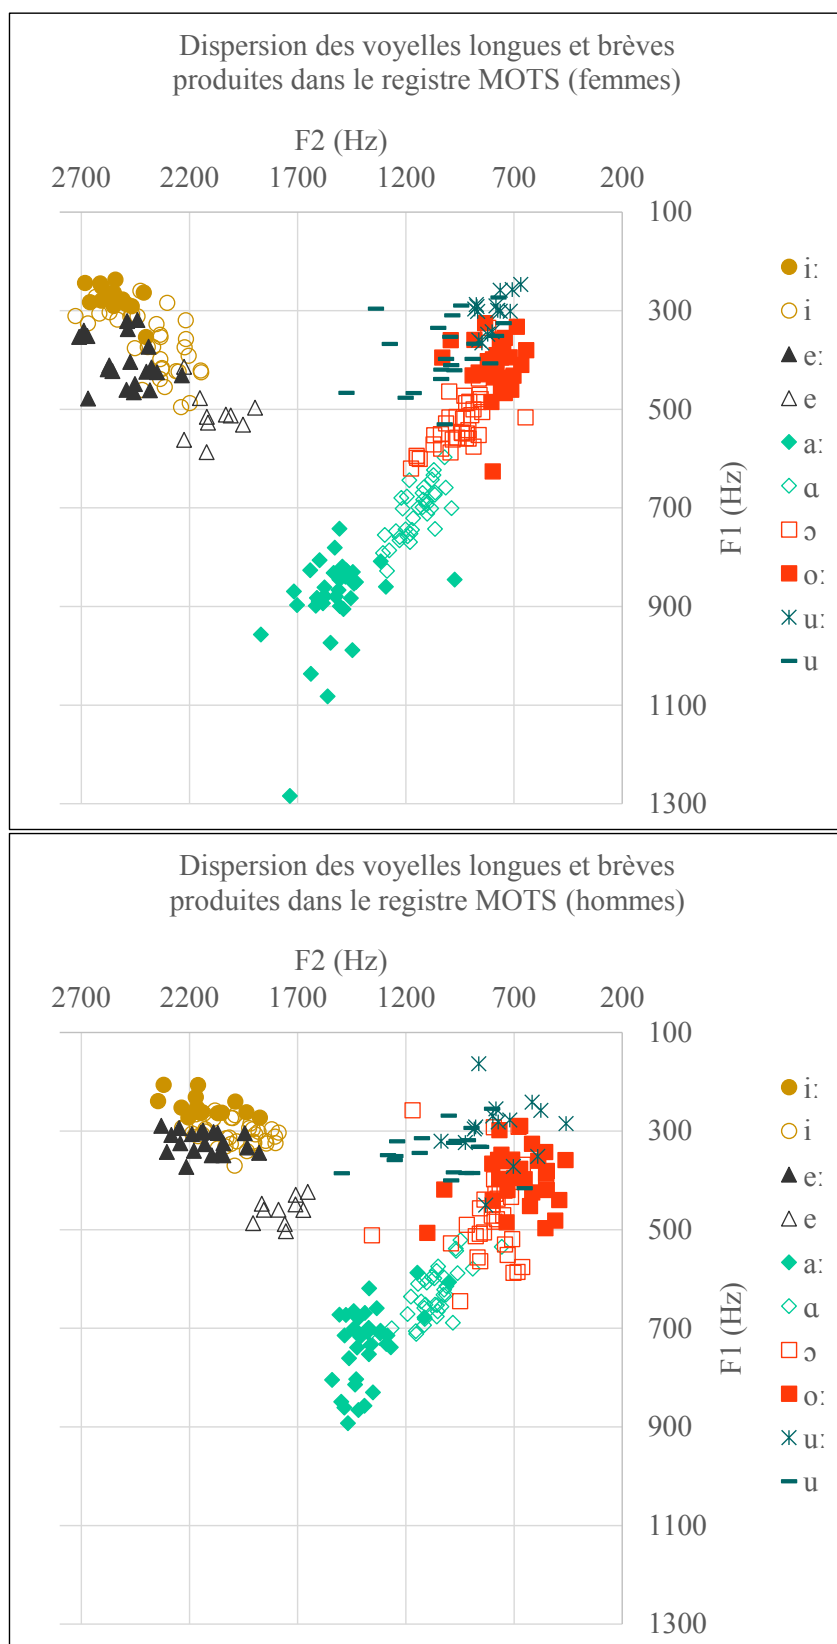 Dispersion des voyelles longues et brèves
produites dans le registre MOTS (femmes)
F2 (Hz)
2700 2200 1700 1200 700 200
100
300
500
700
900
1100
1300
F1 (Hz)
iː
i
eː
e
aː
ɑ
ɔ
oː
uː
u
Dispersion des voyelles longues et brèves
produites dans le registre MOTS (hommes)
F2 (Hz)
2700 2200 1700 1200 700 200
100
300
500
700
900
1100
1300
F1 (Hz)
iː
i
eː
e
aː
ɑ
ɔ
oː
uː
u